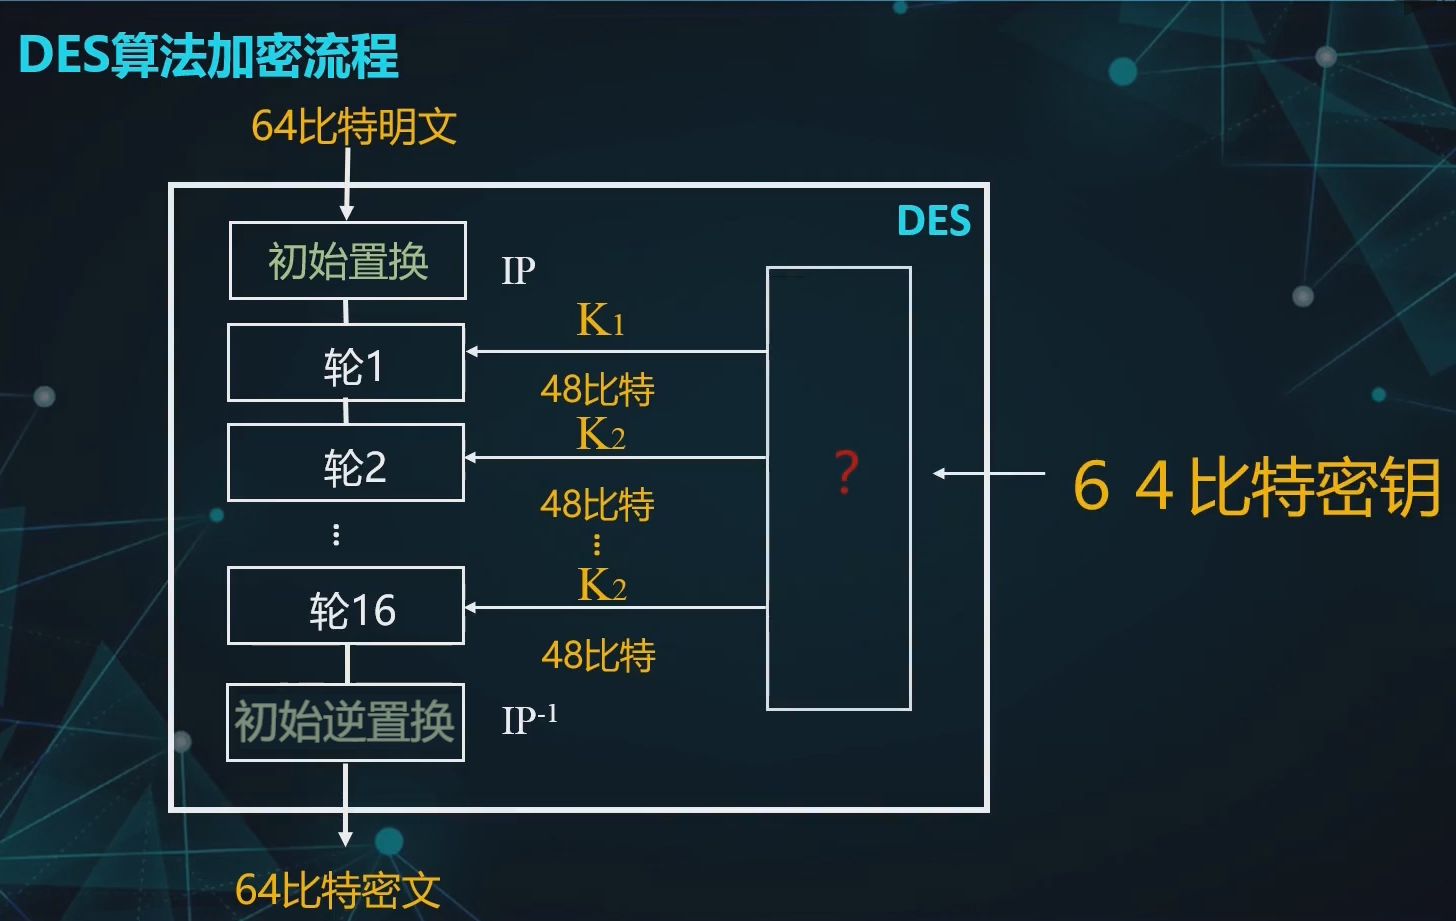 DES算法加密流程
64比特明文
DES
初始置换
IP
K1
轮1
48比特
K2
轮2
?
64比特密钥
48比特
⋮
⋮
K2
轮16
48比特
初始逆置换
IP-1
64比特密文